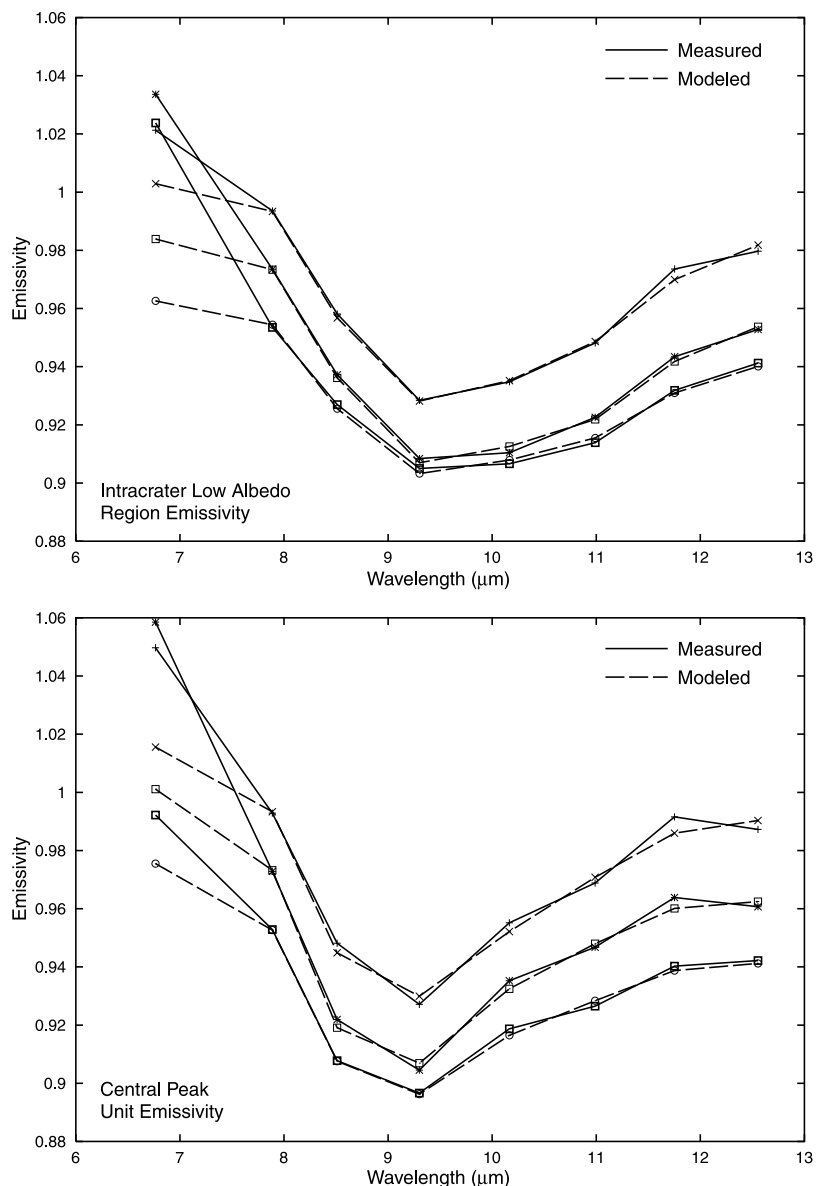 1.06
1.04
1.02
1
0.98
0.96
0.94
0.92
0.9
0.88
Emissivity
Measured
Modeled
Intracrater Low Albedo
Region Emissivity
6 7 8 9 10 11 12 13
Wavelength (μm)
1.06
1.04
1.02
1
0.98
0.96
0.94
0.92
0.9
0.88
Emissivity
Measured
Modeled
Central Peak
Unit Emissivity
6 7 8 9 10 11 12 13
Wavelength (μm)